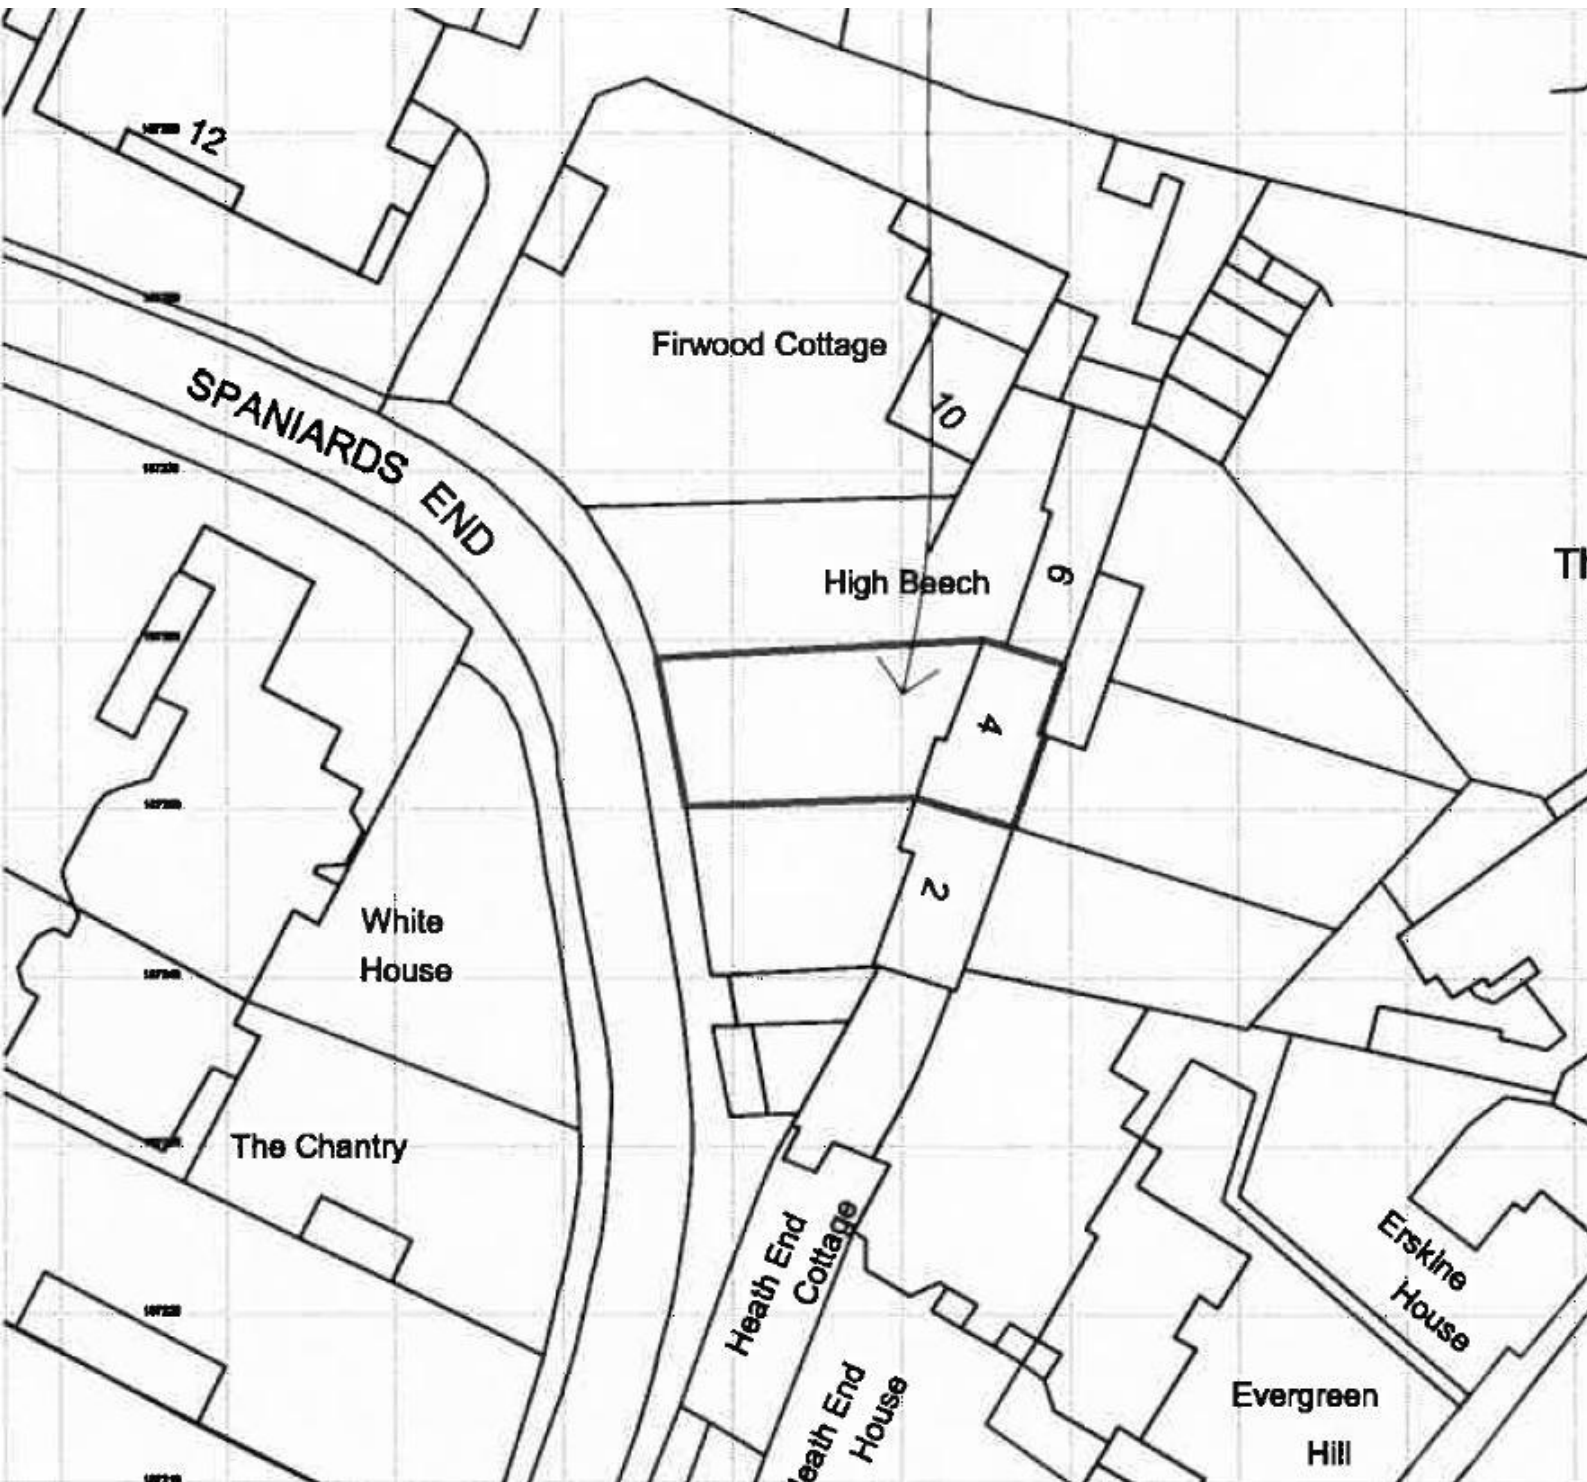 12
Firwood Cottage
SPANIARDS END
10
High Beech
6
4
2
White
House
The Chantry
Heath End
Cottage
Heath End
House
Erskine
House
Evergreen
Hill